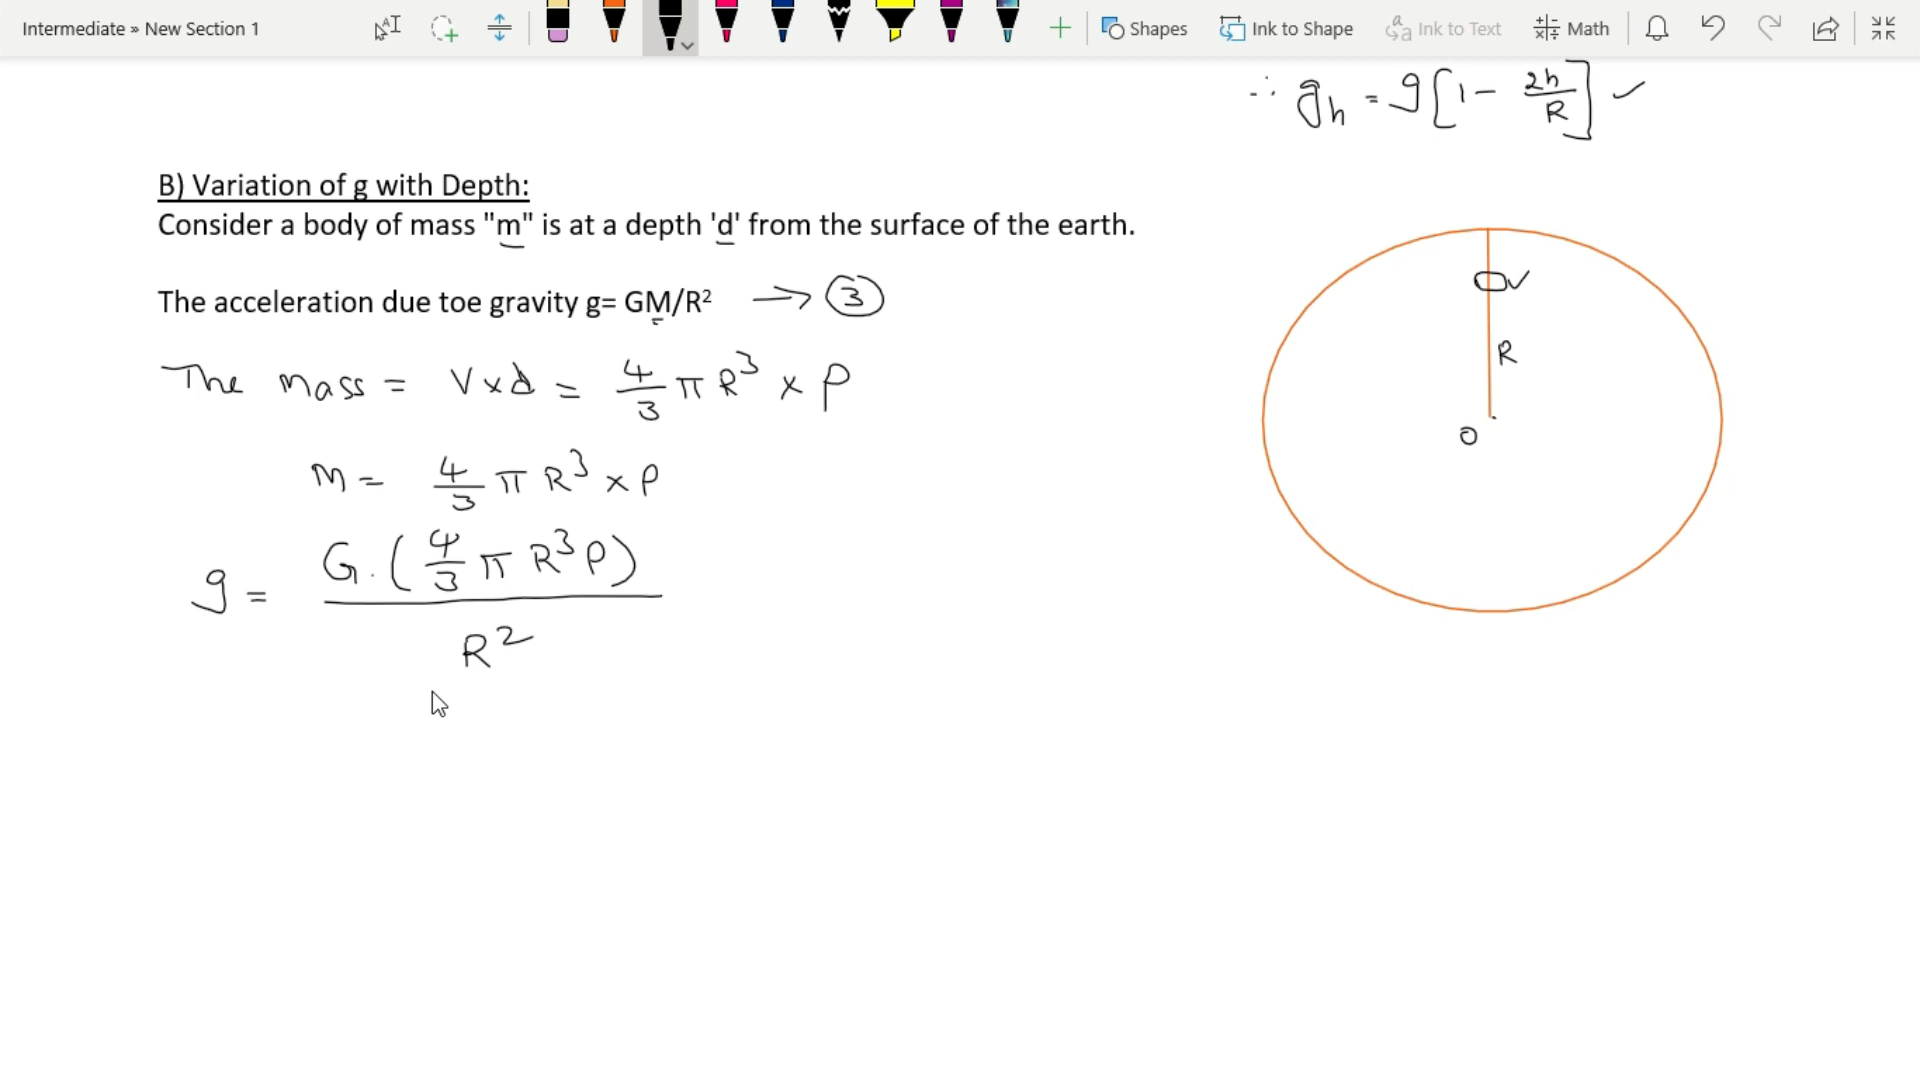 Intermediate » New Section 1
Shapes Ink to Shape Ink to Text Math
∴ gh = g[1 - 2h/R] ✓
B) Variation of g with Depth:
Consider a body of mass "m" is at a depth 'd' from the surface of the earth.
The acceleration due toe gravity g= GM/R² → ③
The mass = V×d = 4/3 π R³ × ρ
M = 4/3 π R³ × ρ
g = G.(4/3 π R³ ρ) / R²
R
O